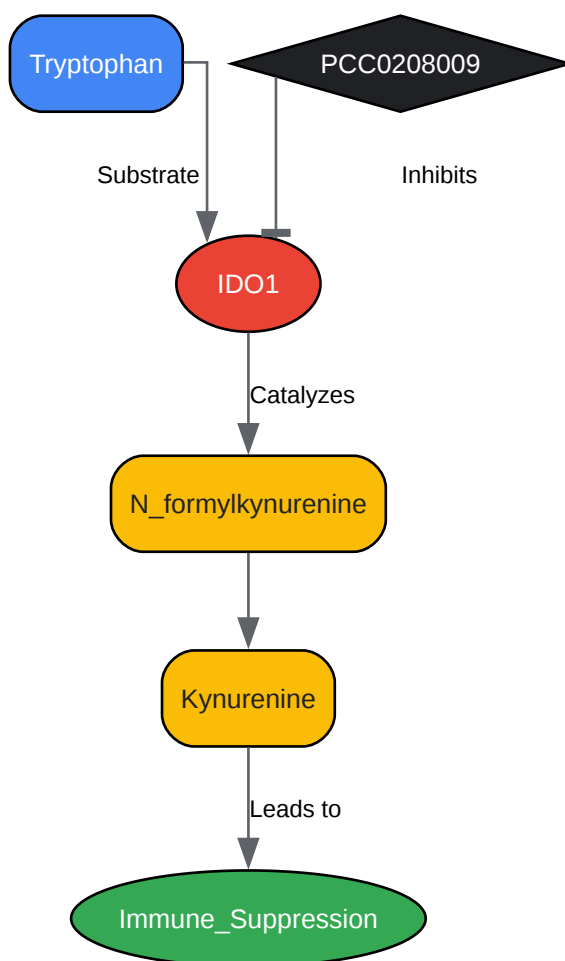 Tryptophan
PCC0208009
Substrate
Inhibits
IDO1
Catalyzes
N_formylkynurenine
Kynurenine
Leads to
Immune_Suppression